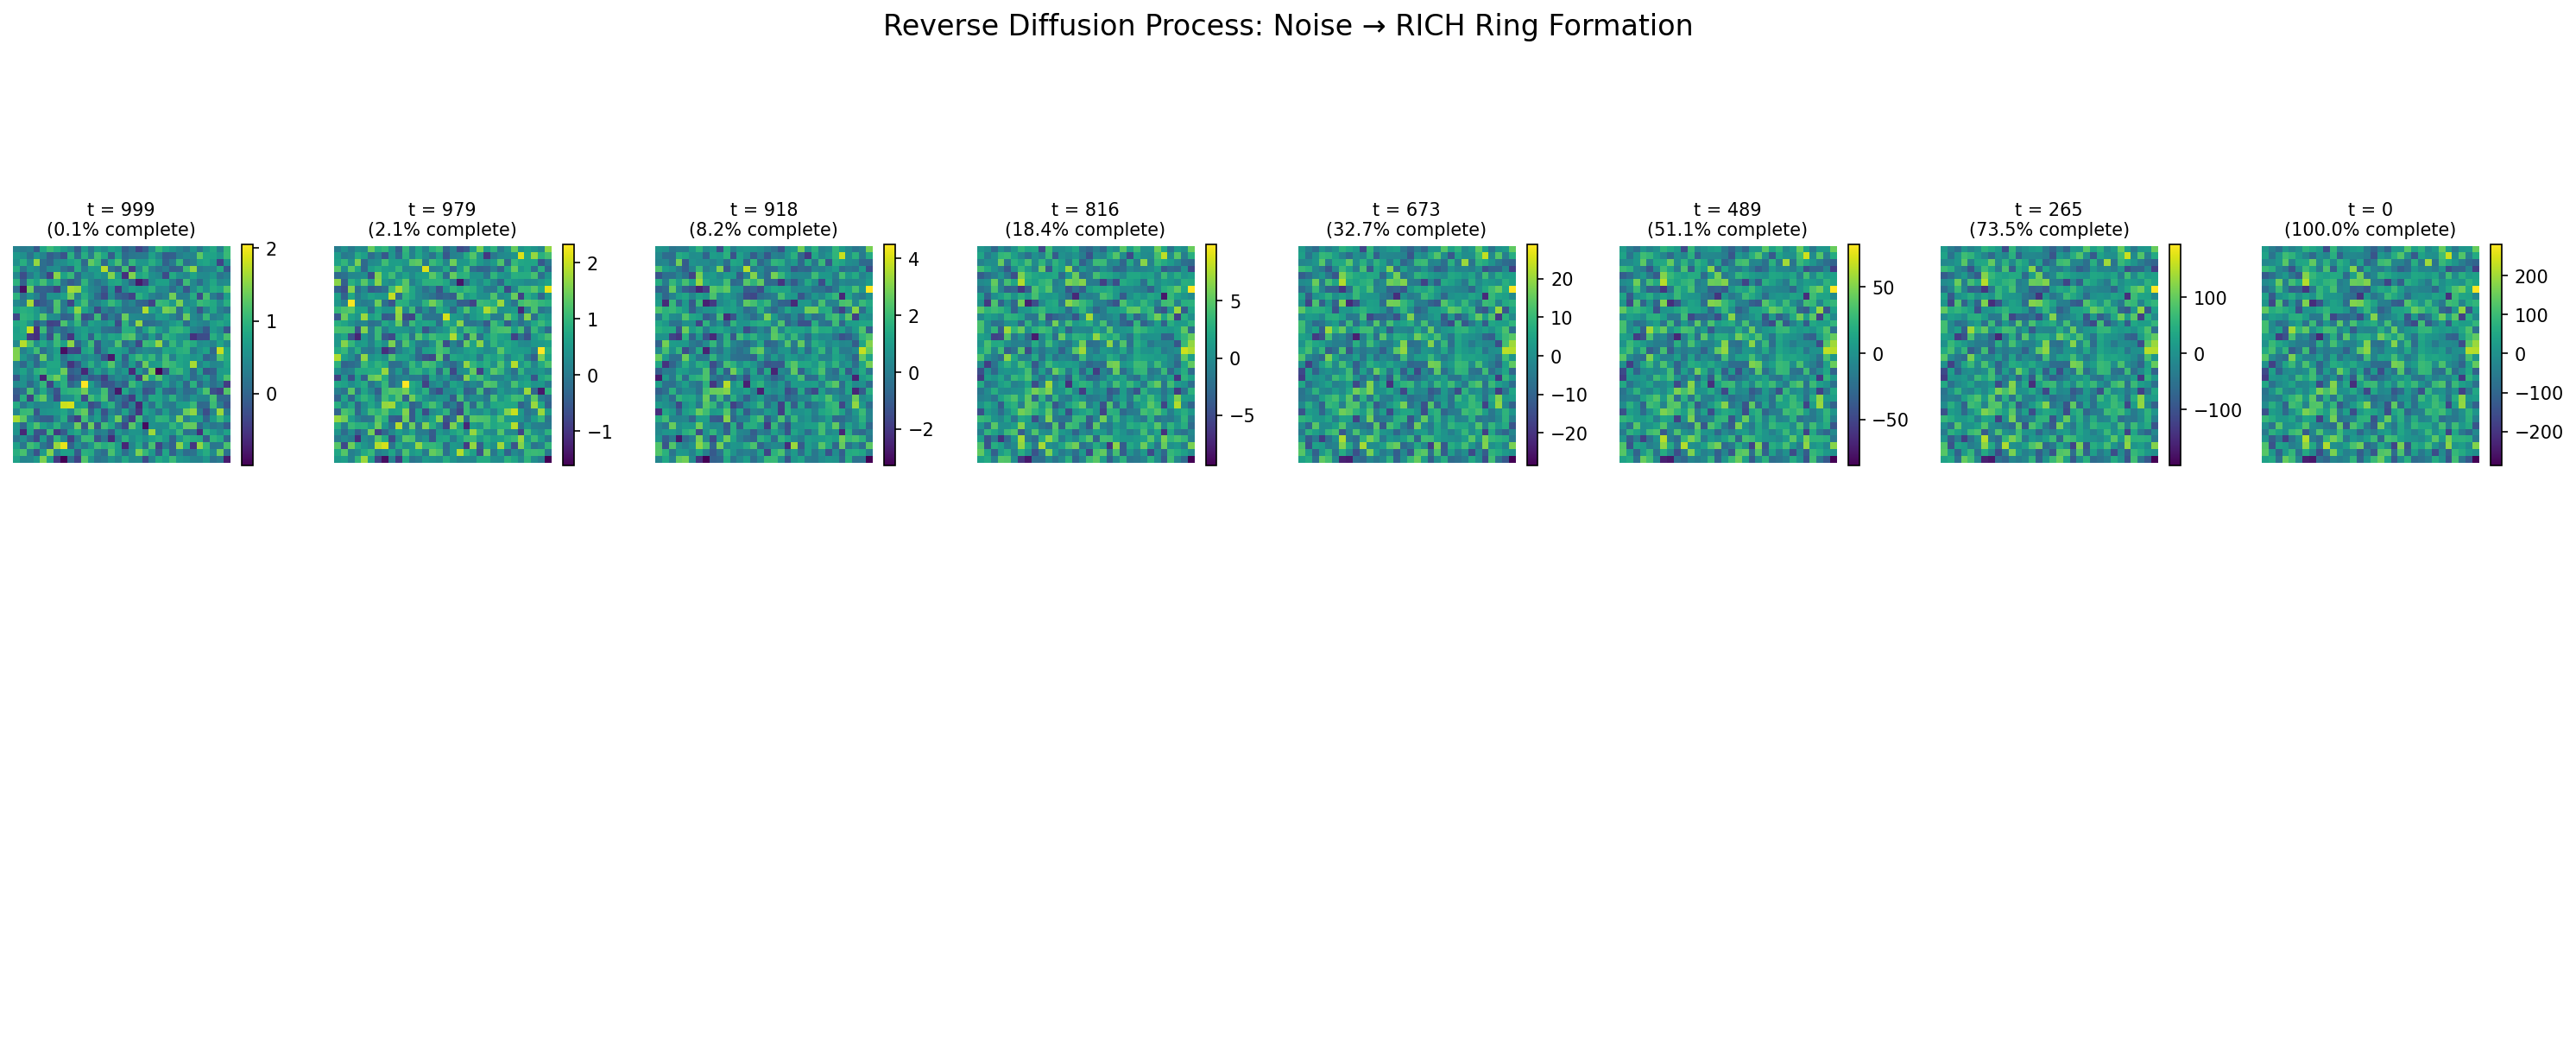 Reverse Diffusion Process: Noise → RICH Ring Formation
t = 999
(0.1% complete)
2
1
0
t = 979
(2.1% complete)
2
1
0
−1
t = 918
(8.2% complete)
4
2
0
−2
t = 816
(18.4% complete)
5
0
−5
t = 673
(32.7% complete)
20
10
0
−10
−20
t = 489
(51.1% complete)
50
0
−50
t = 265
(73.5% complete)
100
0
−100
t = 0
(100.0% complete)
200
100
0
−100
−200